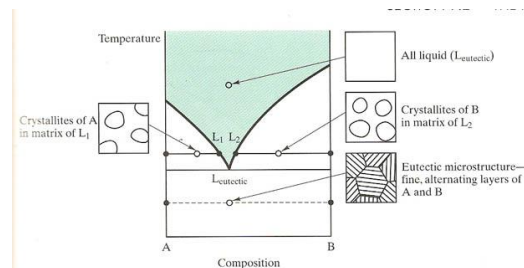 Temperature
All liquid (Leutectic)
Crystallites of A
in matrix of L1
L1 L2
Crystallites of B
in matrix of L2
Leutectic
Eutectic microstructure—
fine, alternating layers of
A and B
A
B
Composition